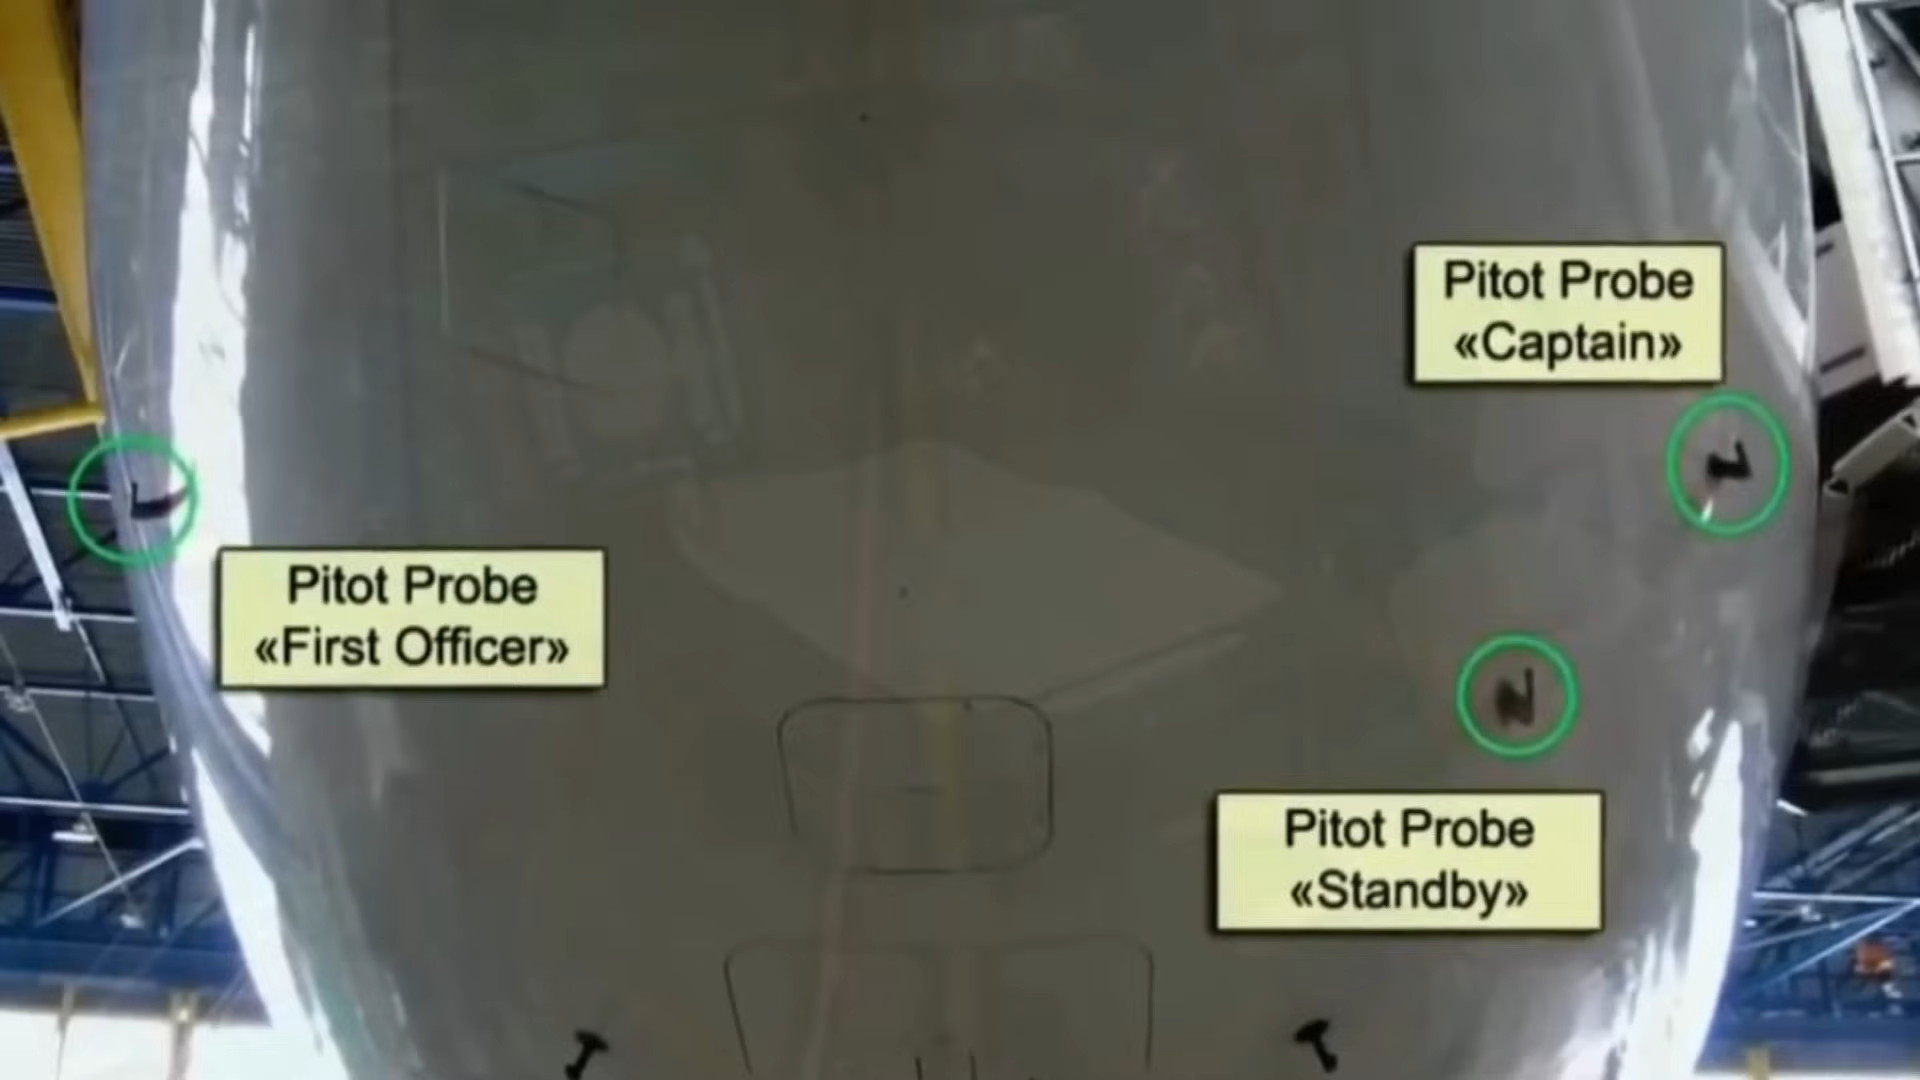 Pitot Probe
«Captain»
Pitot Probe
«First Officer»
Pitot Probe
«Standby»